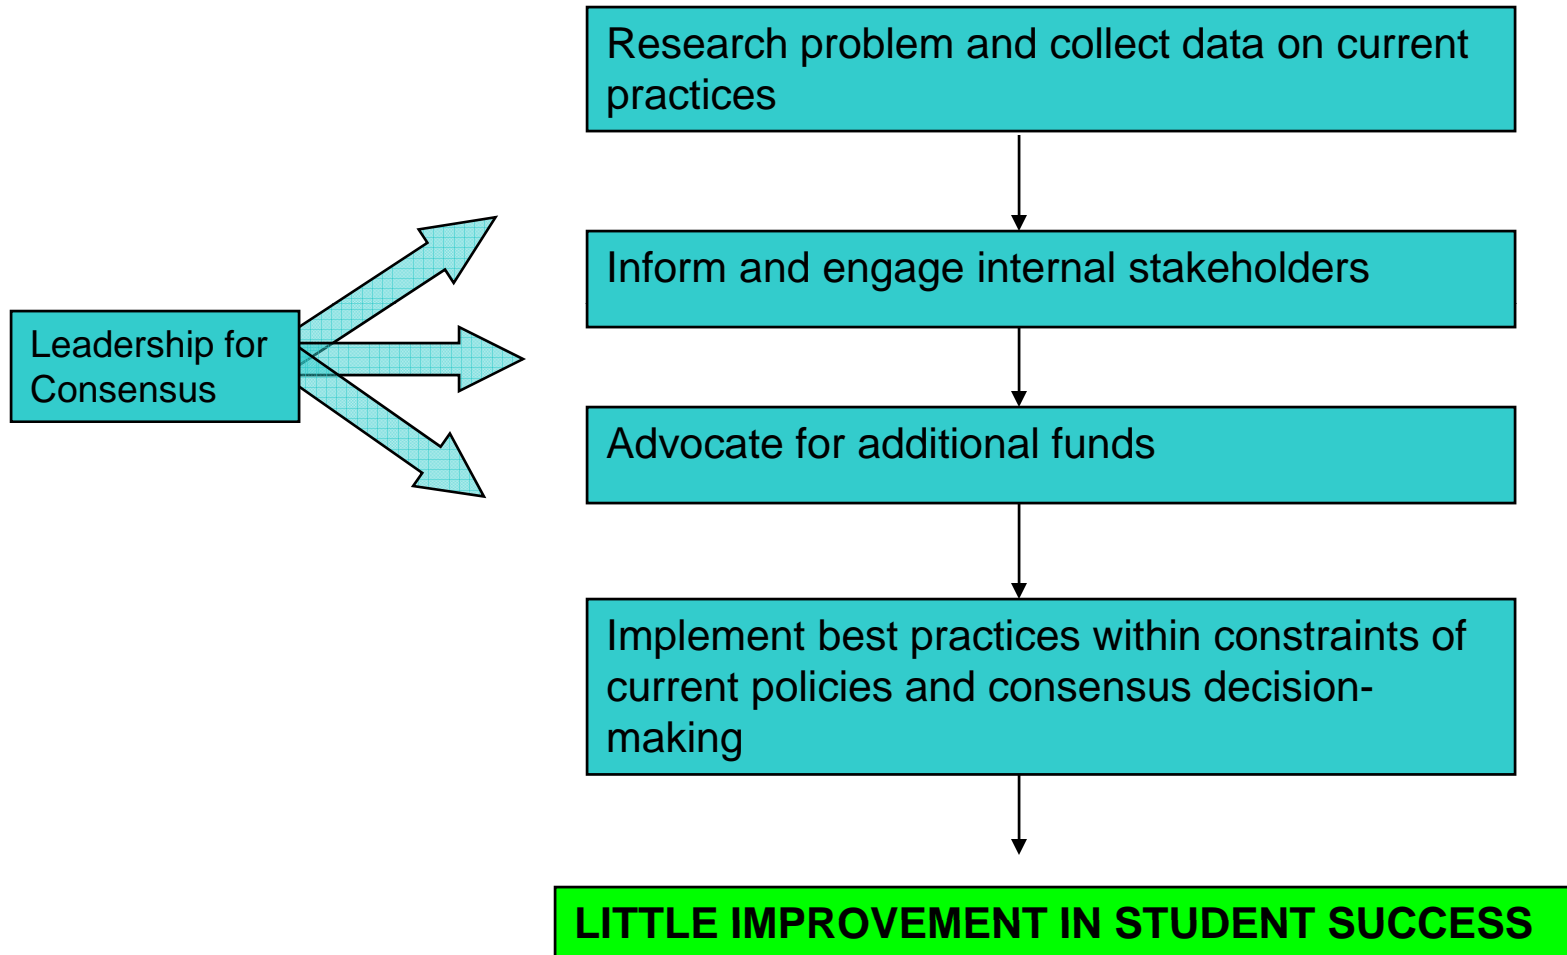 Research problem and collect data on current
practices
Inform and engage internal stakeholders
Leadership for
Consensus
Advocate for additional funds
Implement best practices within constraints of
current policies and consensus decision-
making
LITTLE IMPROVEMENT IN STUDENT SUCCESS